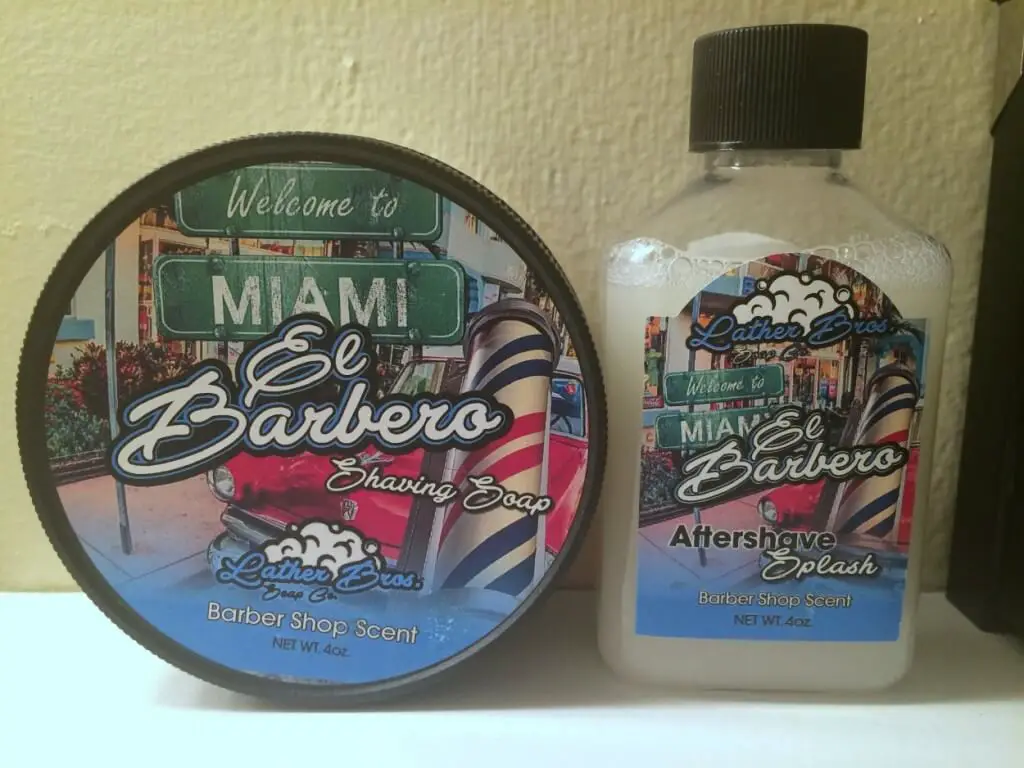 Welcome to
MIAMI
El
Barbero
Shaving Soap
Lather Bros.
Soap Co.
Barber Shop Scent
NET WT. 4oz.
Lather Bros.
Soap Co.
Welcome to
MIAM
El
Barbero
Aftershave
Splash
Barber Shop Scent
NET WT. 4oz.